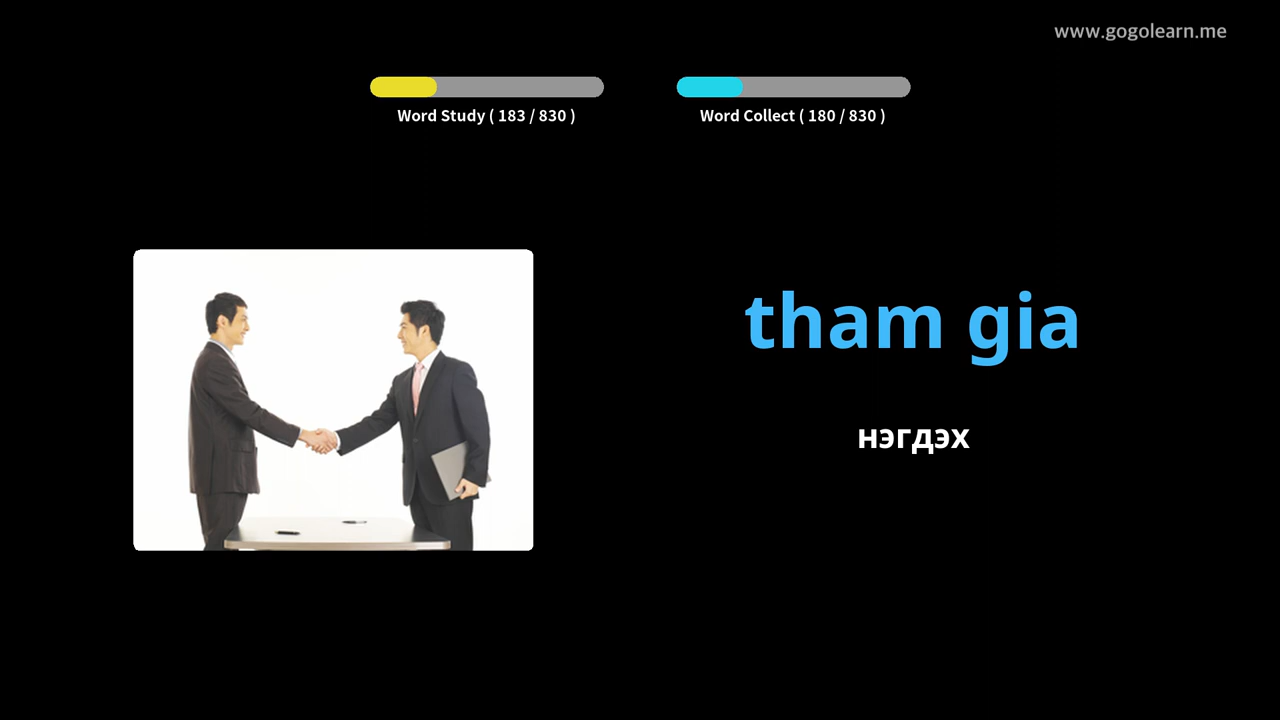 www.gogolearn.me
Word Study ( 183 / 830 )
Word Collect ( 180 / 830 )
tham gia
нэгдэх